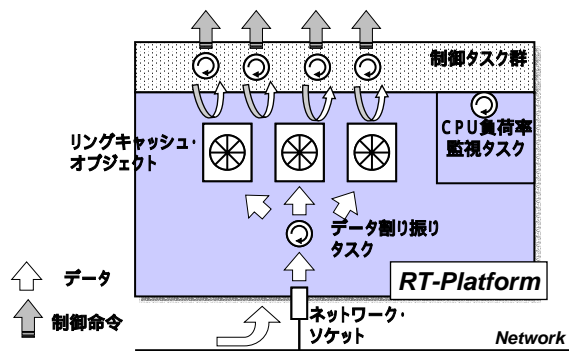 制御タスク群
CPU負荷率
監視タスク
リングキャッシュ・
オブジェクト
データ割り振り
タスク
データ
制御命令
RT-Platform
ネットワーク・
ソケット
Network